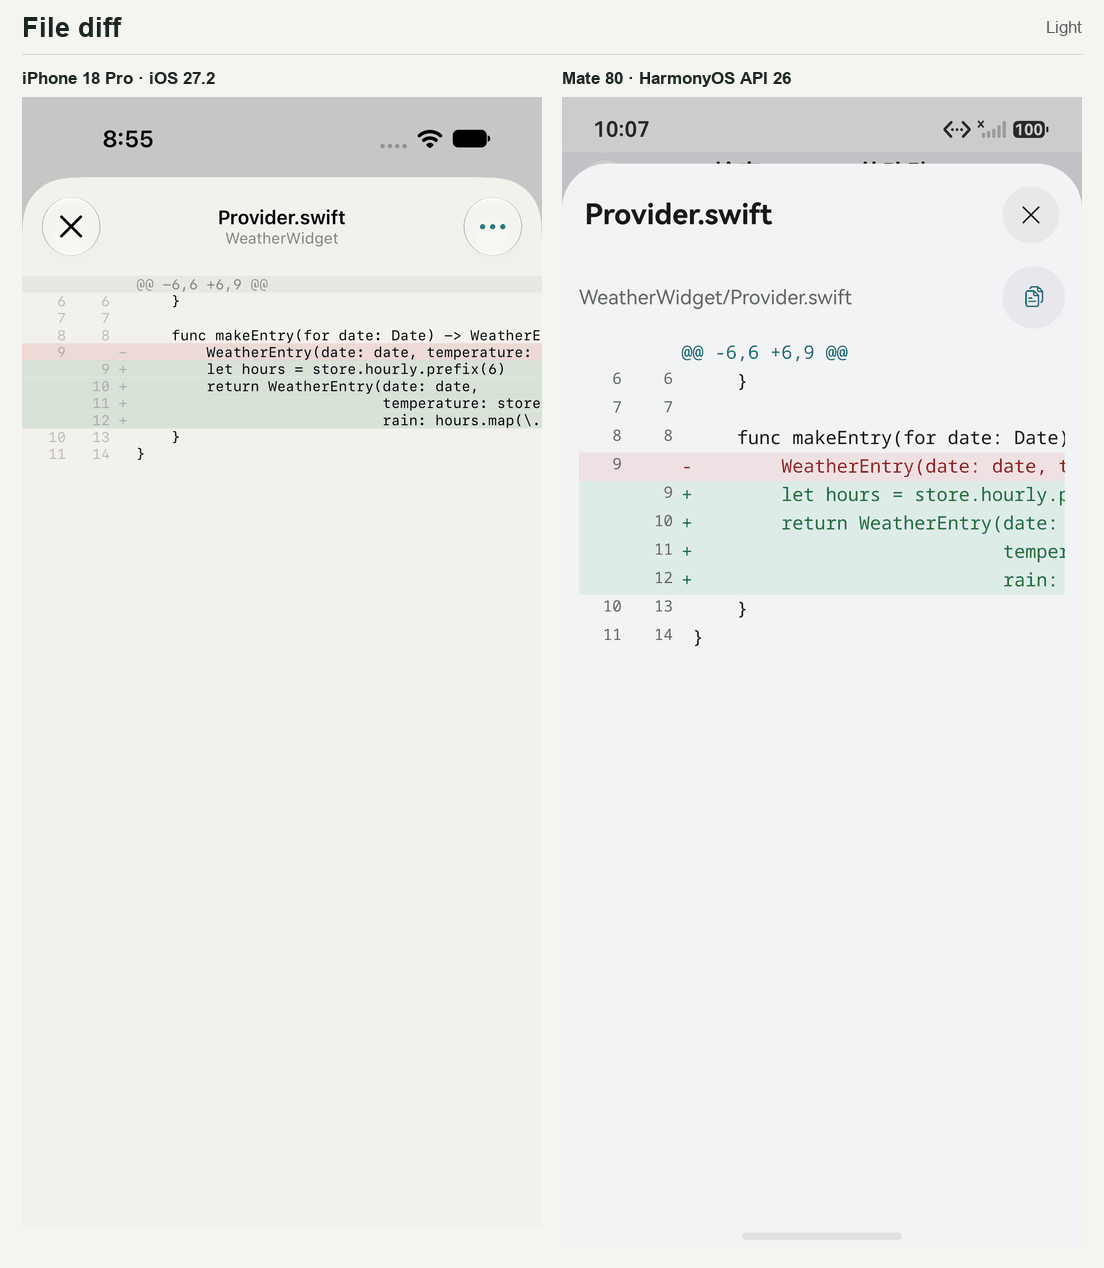 File diff
Light
iPhone 18 Pro · iOS 27.2
8:55
Provider.swift
WeatherWidget
@@ −6,6 +6,9 @@
6 6 }
7 7
8 8 func makeEntry(for date: Date) -> WeatherE
9 − WeatherEntry(date: date, temperature:
9 + let hours = store.hourly.prefix(6)
10 + return WeatherEntry(date: date,
11 + temperature: store
12 + rain: hours.map(\.
10 13 }
11 14 }
Mate 80 · HarmonyOS API 26
10:07
100
Provider.swift
WeatherWidget/Provider.swift
@@ -6,6 +6,9 @@
6 6 }
7 7
8 8 func makeEntry(for date: Date)
9 - WeatherEntry(date: date, t
9 + let hours = store.hourly.p
10 + return WeatherEntry(date:
11 + temper
12 + rain:
10 13 }
11 14 }